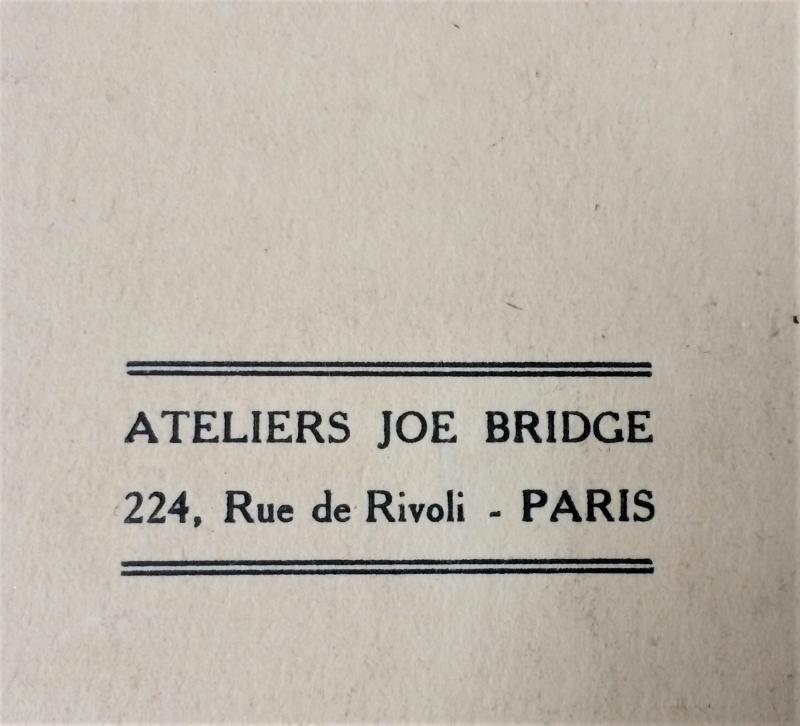 ATELIERS JOE BRIDGE
224, Rue de Rivoli - PARIS